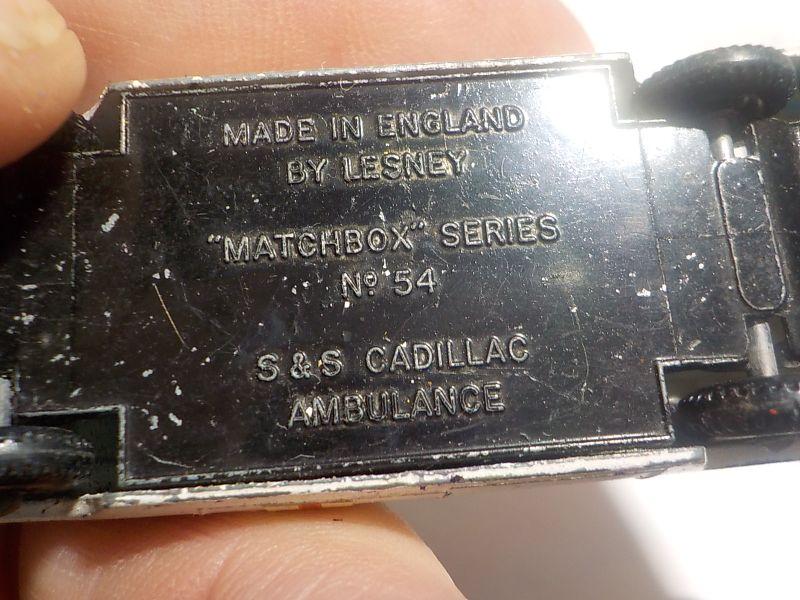 MADE IN ENGLAND
BY LESNEY
"MATCHBOX" SERIES
Nº 54
S & S CADILLAC
AMBULANCE